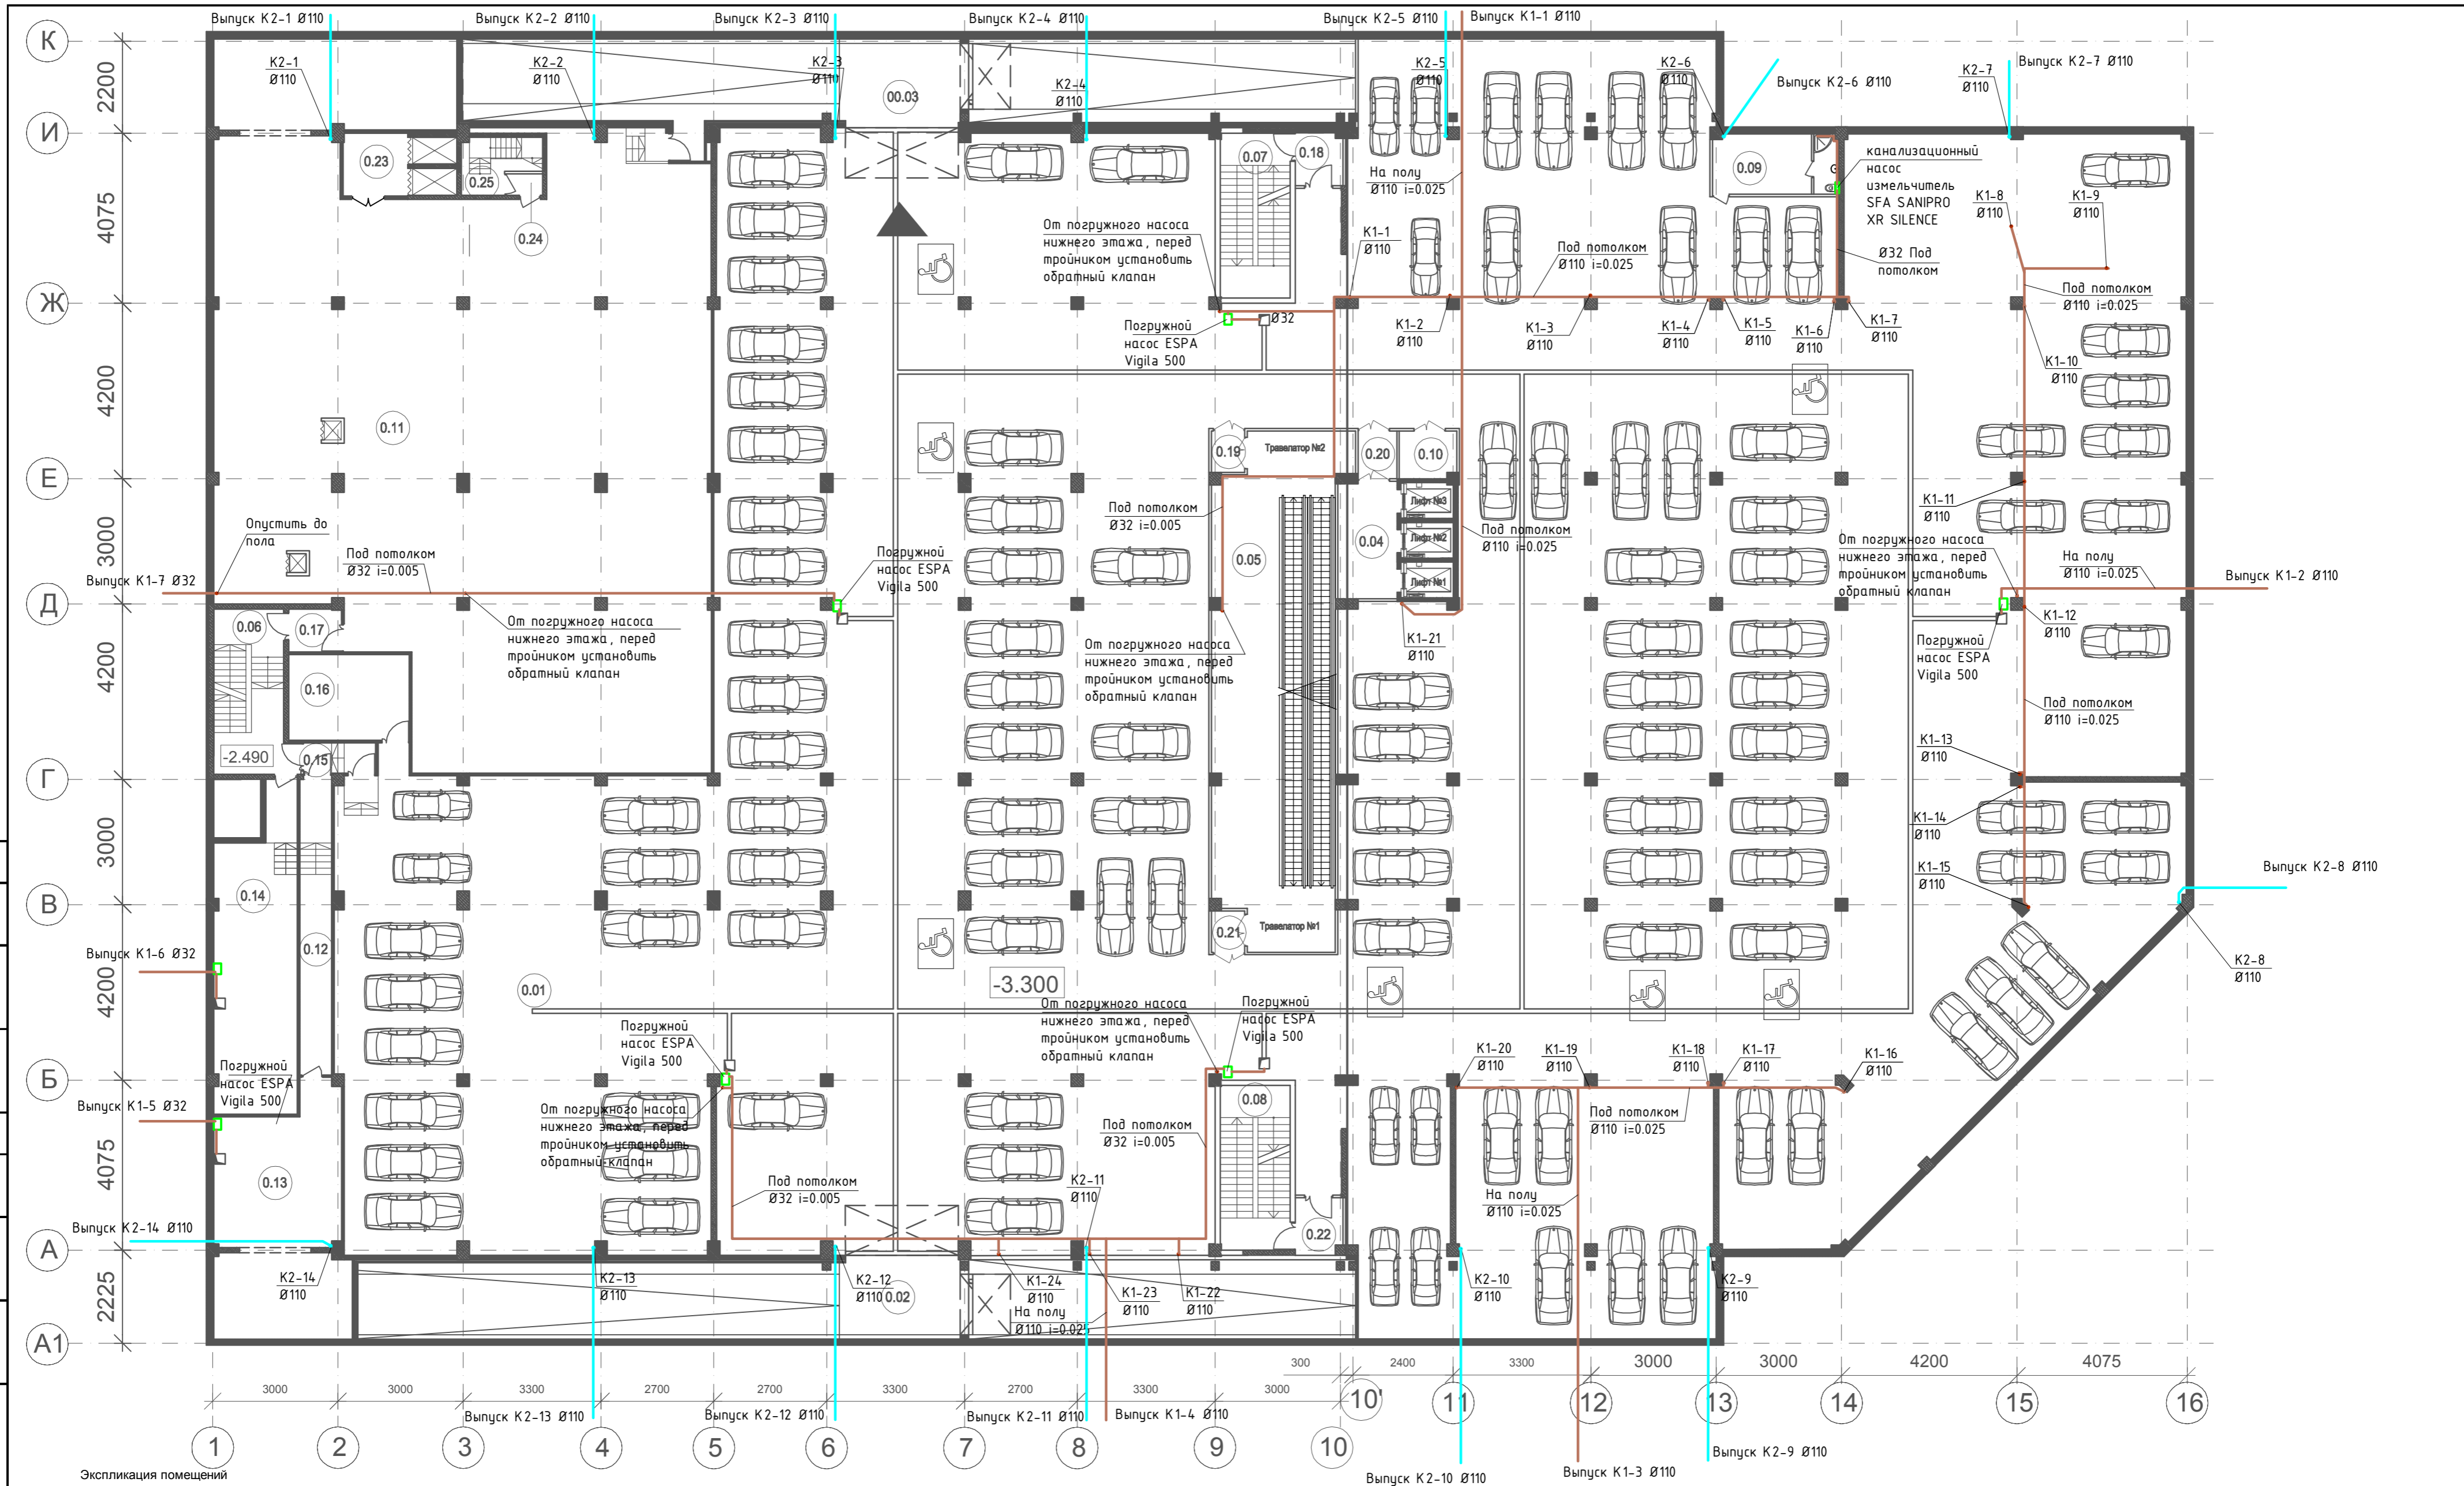 Выпуск К2-1 Ø110
Выпуск К2-2 Ø110
Выпуск К2-3 Ø110
Выпуск К2-4 Ø110
Выпуск К2-5 Ø110
Выпуск К1-1 Ø110
К
К2-1
Ø110
К2-2
Ø110
К2-3
Ø110
К2-4
Ø110
К2-5
Ø110
К2-6
Ø110
Выпуск К2-6 Ø110
К2-7
Ø110
Выпуск К2-7 Ø110
2200
00.03
И
0.23
0.25
0.24
0.07
0.18
0.09
На полу
Ø110 i=0.025
канализационный
насос
измельчитель
SFA SANIPRO
XR SILENCE
К1-8
Ø110
К1-9
Ø110
4075
От погружного насоса
нижнего этажа, перед
тройником установить
обратный клапан
К1-1
Ø110
Под потолком
Ø110 i=0.025
Ø32 Под
потолком
Под потолком
Ø110 i=0.025
Ж
Погружной
насос ESPA
Vigila 500
Ø32
К1-2
Ø110
К1-3
Ø110
К1-4
Ø110
К1-5
Ø110
К1-6
Ø110
К1-7
Ø110
К1-10
Ø110
4200
0.11
0.19
Травелатор №2
0.20
0.10
Е
Лифт №3
Лифт №2
Лифт №1
К1-11
Ø110
3000
Опустить до
пола
Под потолком
Ø32 i=0.005
Выпуск К1-7 Ø32
Погружной
насос ESPA
Vigila 500
Под потолком
Ø32 i=0.005
0.05
0.04
Под потолком
Ø110 i=0.025
От погружного насоса
нижнего этажа, перед
тройником установить
обратный клапан
На полу
Ø110 i=0.025
Выпуск К1-2 Ø110
Д
0.06
0.17
0.16
От погружного насоса
нижнего этажа, перед
тройником установить
обратный клапан
От погружного насоса
нижнего этажа, перед
тройником установить
обратный клапан
К1-21
Ø110
К1-12
Ø110
Погружной
насос ESPA
Vigila 500
4200
-2.490
0.15
Под потолком
Ø110 i=0.025
К1-13
Ø110
Г
К1-14
Ø110
3000
К1-15
Ø110
Выпуск К2-8 Ø110
0.14
В
0.12
0.21
Травелатор №1
Выпуск К1-6 Ø32
К2-8
Ø110
4200
0.01
-3.300
Погружной
насос ESPA
Vigila 500
От погружного насоса
нижнего этажа, перед
тройником установить
обратный клапан
Погружной
насос ESPA
Vigila 500
Погружной
насос ESPA
Vigila 500
К1-20
Ø110
К1-19
Ø110
К1-18
Ø110
К1-17
Ø110
К1-16
Ø110
Б
Выпуск К1-5 Ø32
0.08
От погружного насоса
нижнего этажа, перед
тройником установить
обратный клапан
Под потолком
Ø32 i=0.005
Под потолком
Ø110 i=0.025
4075
0.13
Под потолком
Ø32 i=0.005
К2-11
Ø110
На полу
Ø110 i=0.025
Выпуск К2-14 Ø110
0.22
А
К2-14
Ø110
К2-13
Ø110
К2-12
Ø110
0.02
К1-24
Ø110
На полу
Ø110 i=0.025
К1-23
Ø110
К1-22
Ø110
К2-10
Ø110
К2-9
Ø110
2225
А1
300
2400
3300
3000
3000
4200
4075
3000
3000
3300
2700
2700
3300
2700
3300
3000
10'
11
12
13
14
15
16
Выпуск К2-13 Ø110
Выпуск К2-12 Ø110
Выпуск К2-11 Ø110
Выпуск К1-4 Ø110
1
2
3
4
5
6
7
8
9
10
Выпуск К2-10 Ø110
Выпуск К1-3 Ø110
Выпуск К2-9 Ø110
Экспликация помещений